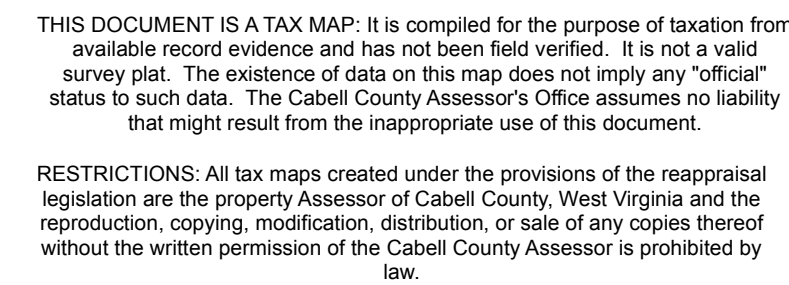 THIS DOCUMENT IS A TAX MAP: It is compiled for the purpose of taxation from
available record evidence and has not been field verified. It is not a valid
survey plat. The existence of data on this map does not imply any "official"
status to such data. The Cabell County Assessor's Office assumes no liability
that might result from the inappropriate use of this document.
RESTRICTIONS: All tax maps created under the provisions of the reappraisal
legislation are the property Assessor of Cabell County, West Virginia and the
reproduction, copying, modification, distribution, or sale of any copies thereof
without the written permission of the Cabell County Assessor is prohibited by
law.